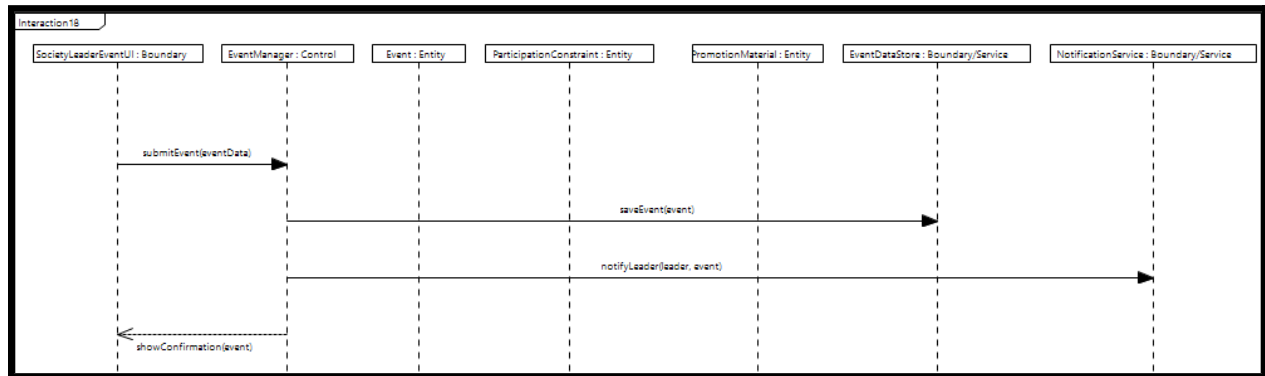 Interaction18
SocietyLeaderEventUI : Boundary
EventManager : Control
Event : Entity
ParticipationConstraint : Entity
PromotionMaterial : Entity
EventDataStore : Boundary/Service
NotificationService : Boundary/Service
submitEvent(eventData)
saveEvent(event)
notifyLeader(leader, event)
showConfirmation(event)